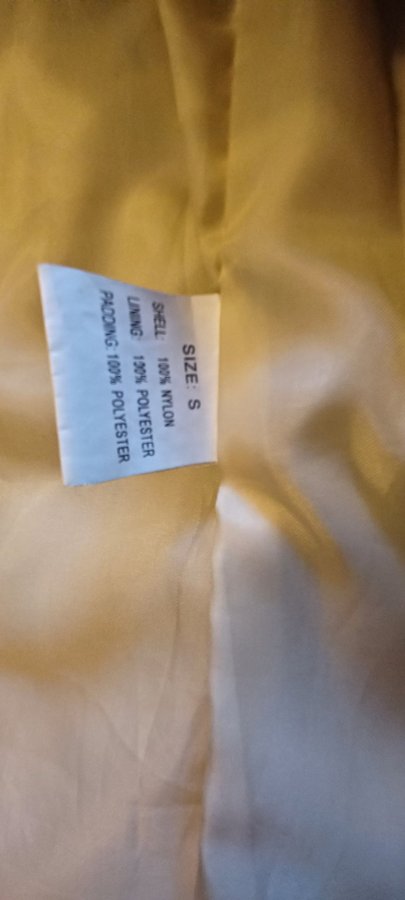 SIZE: S
SHELL: 100% NYLON
LINING: 100% POLYESTER
PADDING: 100% POLYESTER